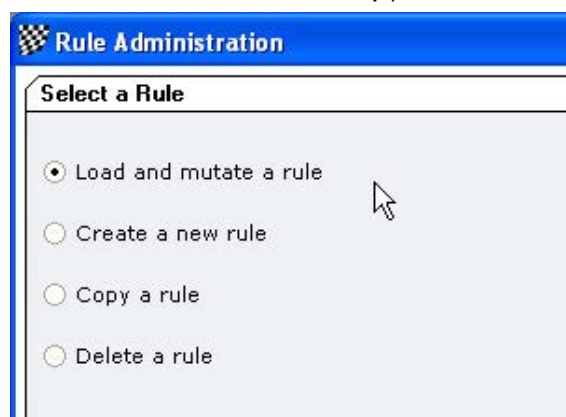 Rule Administration
Select a Rule
Load and mutate a rule
Create a new rule
Copy a rule
Delete a rule